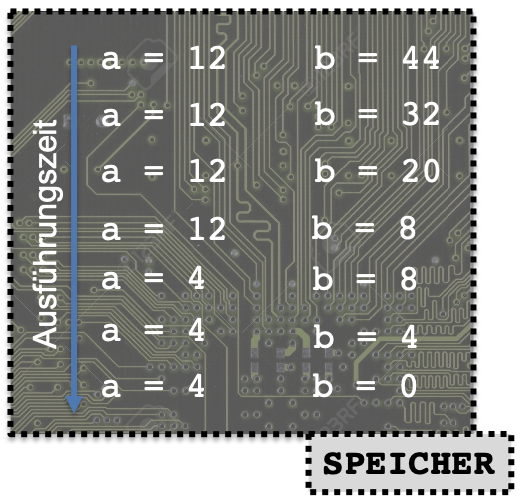 Ausführungszeit
a = 12 b = 44
a = 12 b = 32
a = 12 b = 20
a = 12 b = 8
a = 4 b = 8
a = 4 b = 4
a = 4 b = 0
SPEICHER